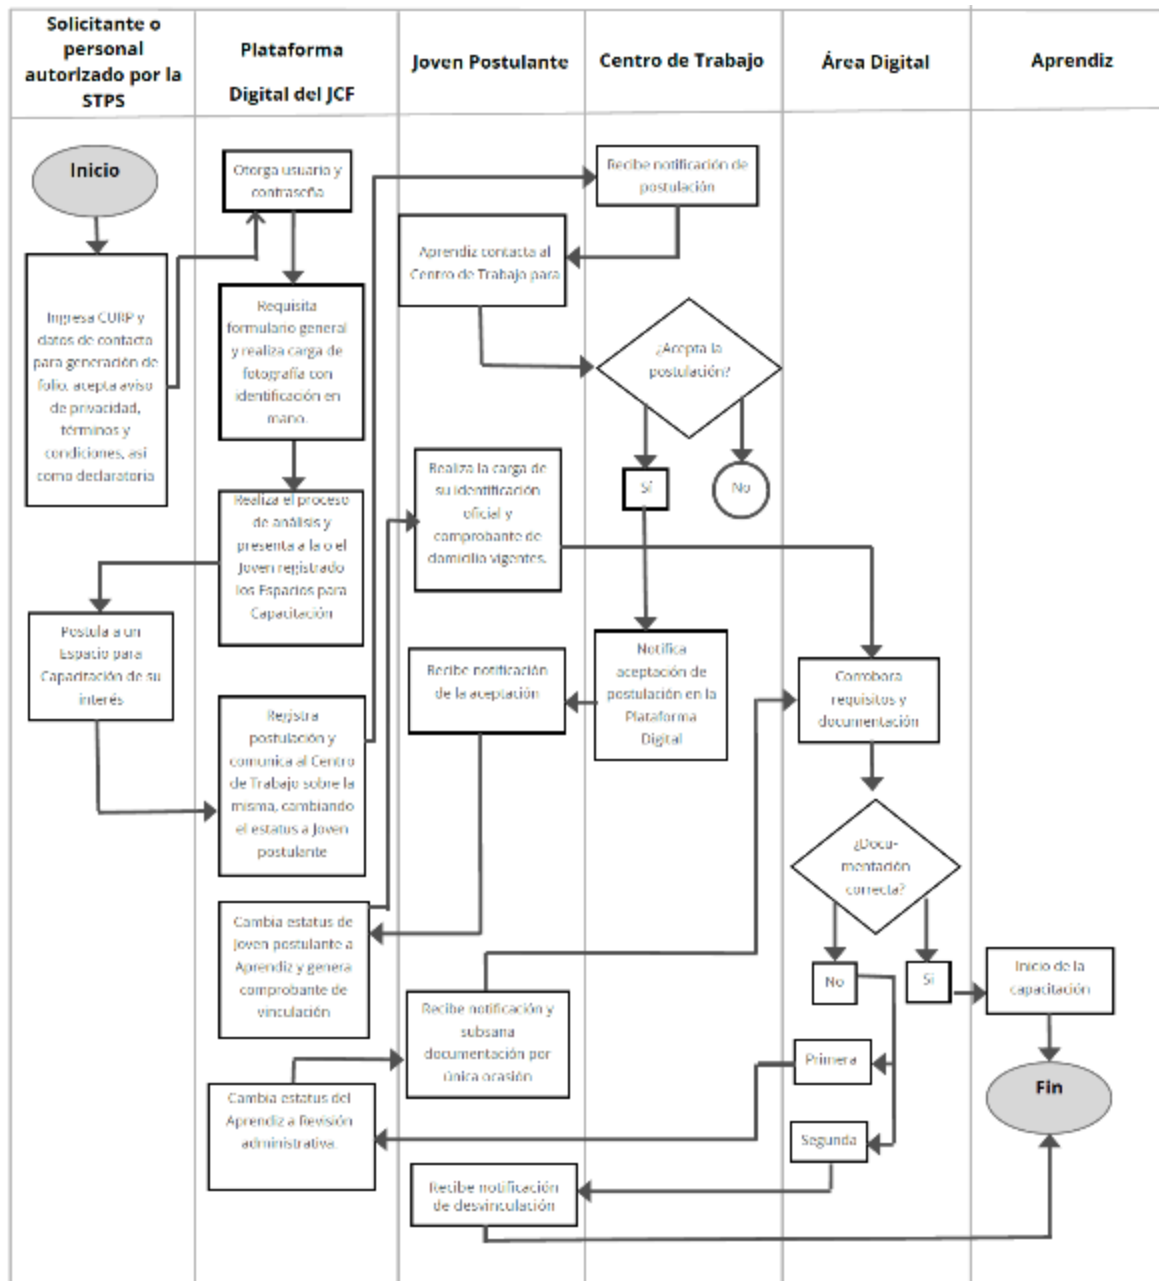 Solicitante o
personal
autorizado por la
STPS
Plataforma
Digital del JCF
Joven Postulante
Centro de Trabajo
Área Digital
Aprendiz
Inicio
Otorga usuario y
contraseña
Recibe notificación de
postulación
Aprendiz contacta al
Centro de Trabajo para
Ingresa CURP y
datos de contacto
para generación de
folio, acepta aviso
de privacidad,
términos y
condiciones, así
como declaratoria
Requisita
formulario general
y realiza carga de
fotografía con
identificación en
mano.
¿Acepta la
postulación?
Sí
No
Realiza la carga de
su identificación
oficial y
comprobante de
domicilio vigentes.
Realiza el proceso
de análisis y
presenta a la o el
Joven registrado
los Espacios para
Capacitación
Postula a un
Espacio para
Capacitación de su
interés
Recibe notificación
de la aceptación
Notifica
aceptación de
postulación en la
Plataforma
Digital
Corrobora
requisitos y
documentación
Registra
postulación y
comunica al Centro
de Trabajo sobre la
misma, cambiando
el estatus a Joven
postulante
¿Docu-
mentación
correcta?
Cambia estatus de
Joven postulante a
Aprendiz y genera
comprobante de
vinculación
No
Sí
Inicio de la
capacitación
Recibe notificación y
subsana
documentación por
única ocasión
Primera
Fin
Cambia estatus del
Aprendiz a Revisión
administrativa.
Segunda
Recibe notificación
de desvinculación